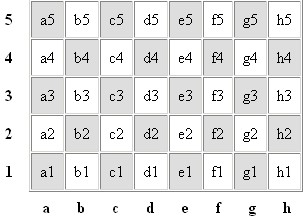 5 a5 b5 c5 d5 e5 f5 g5 h5
4 a4 b4 c4 d4 e4 f4 g4 h4
3 a3 b3 c3 d3 e3 f3 g3 h3
2 a2 b2 c2 d2 e2 f2 g2 h2
1 a1 b1 c1 d1 e1 f1 g1 h1
a b c d e f g h